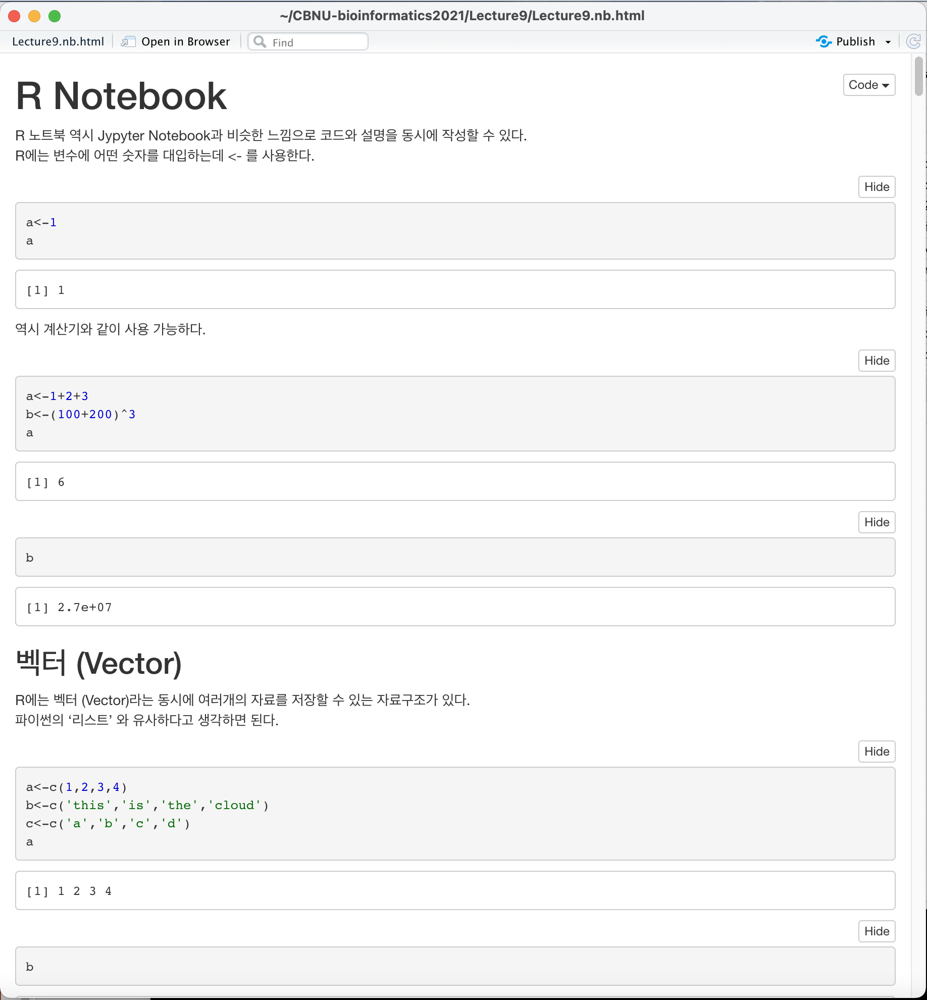 ~/CBNU-bioinformatics2021/Lecture9/Lecture9.nb.html
Lecture9.nb.html Open in Browser Find Publish
R Notebook
Code
R 노트북 역시 Jypyter Notebook과 비슷한 느낌으로 코드와 설명을 동시에 작성할 수 있다.
R에는 변수에 어떤 숫자를 대입하는데 <- 를 사용한다.
Hide
a<-1
a
[1] 1
역시 계산기와 같이 사용 가능하다.
Hide
a<-1+2+3
b<-(100+200)^3
a
[1] 6
Hide
b
[1] 2.7e+07
벡터 (Vector)
R에는 벡터 (Vector)라는 동시에 여러개의 자료를 저장할 수 있는 자료구조가 있다.
파이썬의 ‘리스트’ 와 유사하다고 생각하면 된다.
Hide
a<-c(1,2,3,4)
b<-c('this','is','the','cloud')
c<-c('a','b','c','d')
a
[1] 1 2 3 4
Hide
b